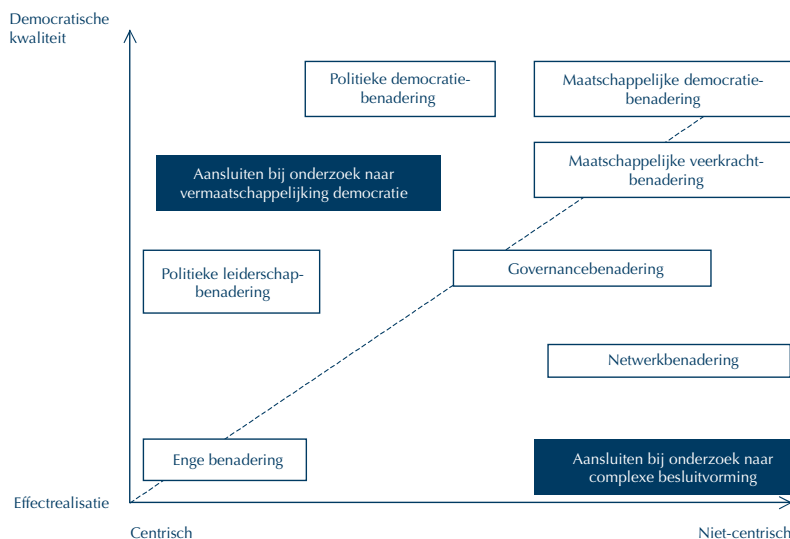 Democratische
kwaliteit
Politieke democratie-
benadering
Maatschappelijke democratie-
benadering
Aansluiten bij onderzoek naar
vermaatschappelijking democratie
Maatschappelijke veerkracht-
benadering
Politieke leiderschap-
benadering
Governancebenadering
Netwerkbenadering
Enge benadering
Aansluiten bij onderzoek naar
complexe besluitvorming
Effectrealisatie
Centrisch
Niet-centrisch